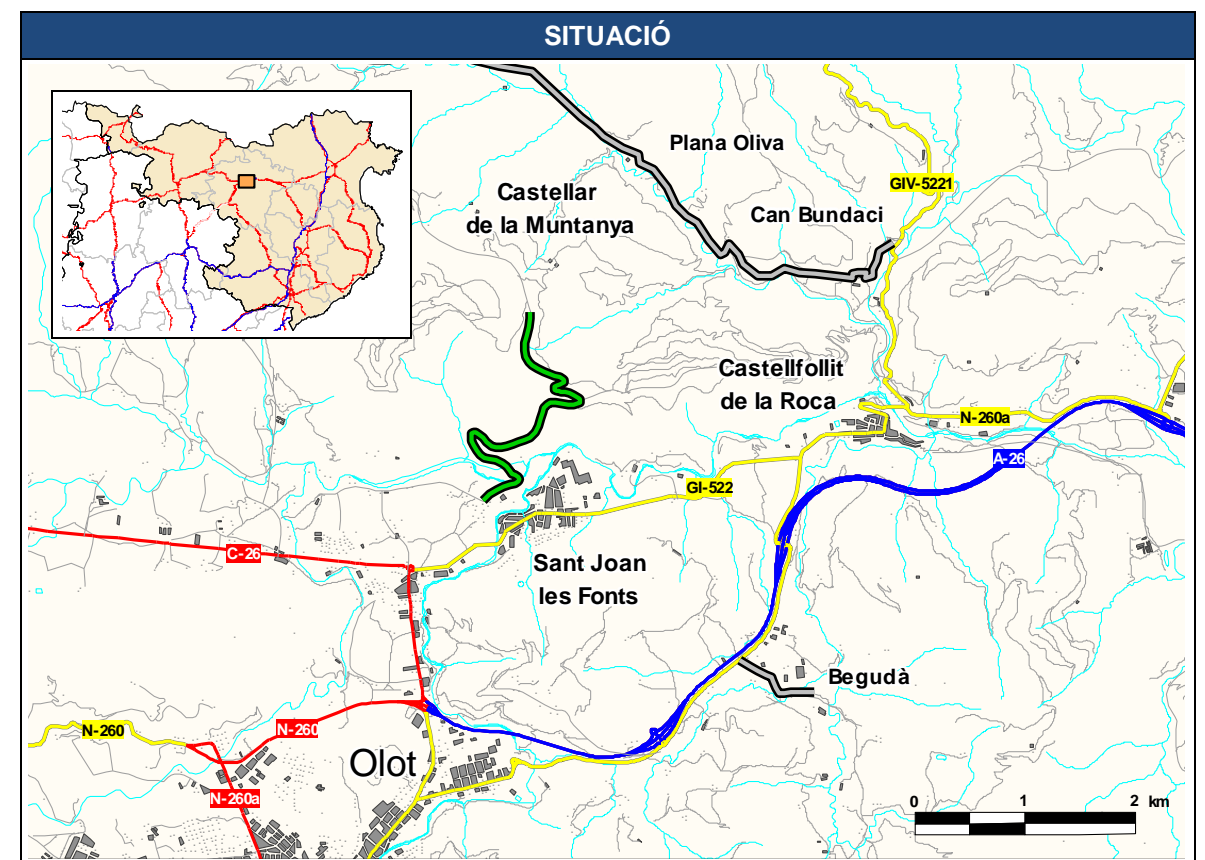 SITUACIÓ
Plana Oliva
GIV-5221
Castellar
de la Muntanya
Can Bundaci
Castellfollit
de la Roca
N-260a
A-26
GI-522
C-26
Sant Joan
les Fonts
Begudà
N-260
N-260
Olot
N-260a
0 1 2 km